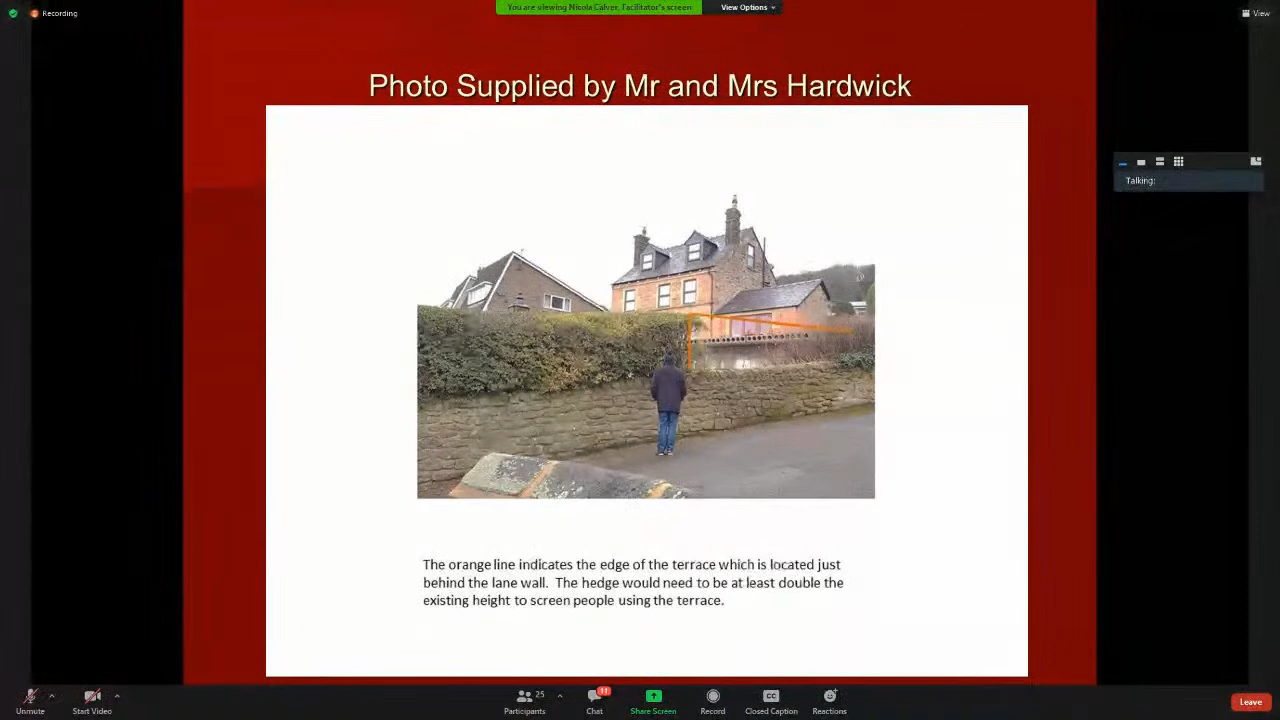 Recording
You are viewing Nicola Calver, Facilitator's screen
View Options
View
Photo Supplied by Mr and Mrs Hardwick
Talking:
The orange line indicates the edge of the terrace which is located just
behind the lane wall. The hedge would need to be at least double the
existing height to screen people using the terrace.
Unmute
Start Video
Participants
25
Chat
11
Share Screen
Record
CC
Closed Caption
Reactions
Leave